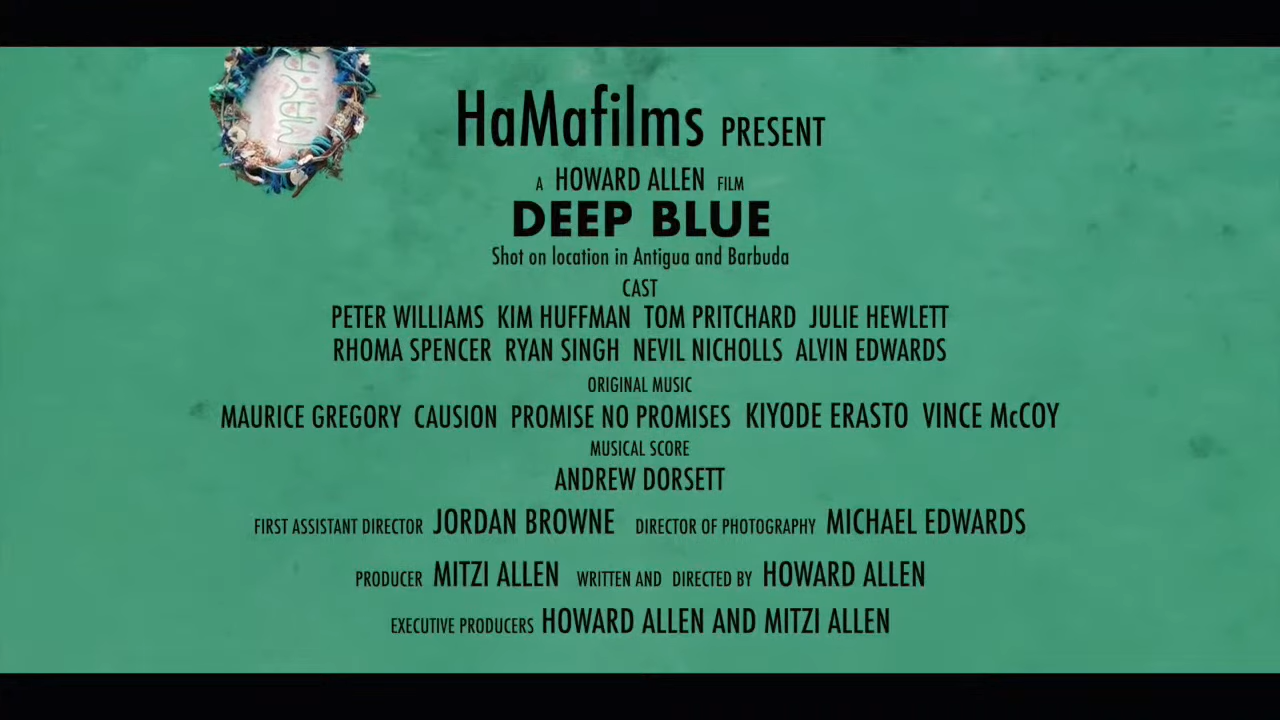 MAYA
HaMafilms PRESENT
A HOWARD ALLEN FILM
DEEP BLUE
Shot on location in Antigua and Barbuda
CAST
PETER WILLIAMS KIM HUFFMAN TOM PRITCHARD JULIE HEWLETT
RHOMA SPENCER RYAN SINGH NEVIL NICHOLLS ALVIN EDWARDS
ORIGINAL MUSIC
MAURICE GREGORY CAUSION PROMISE NO PROMISES KIYODE ERASTO VINCE McCOY
MUSICAL SCORE
ANDREW DORSETT
FIRST ASSISTANT DIRECTOR JORDAN BROWNE DIRECTOR OF PHOTOGRAPHY MICHAEL EDWARDS
PRODUCER MITZI ALLEN WRITTEN AND DIRECTED BY HOWARD ALLEN
EXECUTIVE PRODUCERS HOWARD ALLEN AND MITZI ALLEN